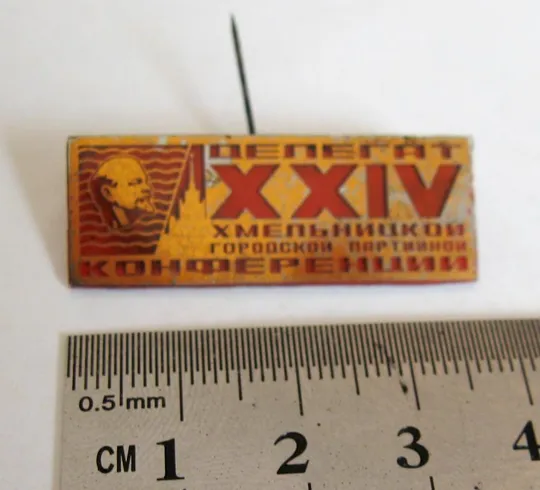 ДЕЛЕГАТ
XXIV
ХМЕЛЬНИЦКОЙ
ГОРОДСКОЙ ПАРТИЙНОЙ
КОНФЕРЕНЦИИ
0.5 mm
CM 1 2 3 4